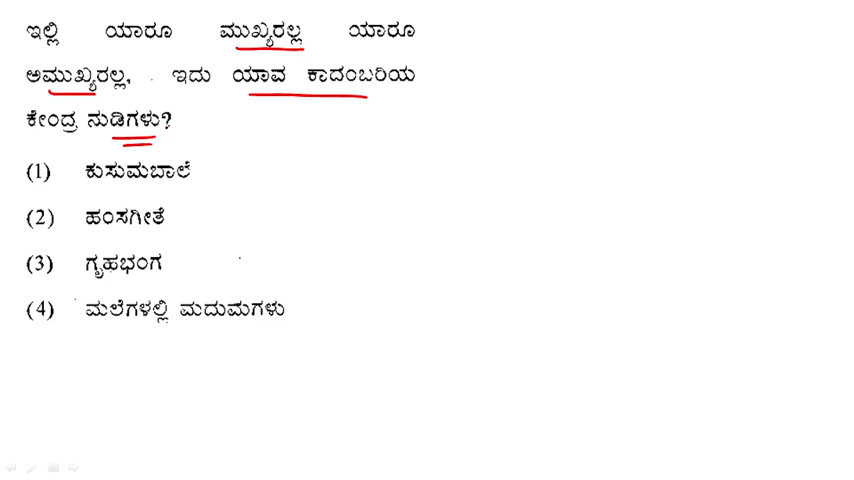 ಇಲ್ಲಿ ಯಾರೂ ಮುಖ್ಯರಲ್ಲ ಯಾರೂ
ಅಮುಖ್ಯರಲ್ಲ, ಇದು ಯಾವ ಕಾದಂಬರಿಯ
ಕೇಂದ್ರ ನುಡಿಗಳು?
(1) ಕುಸುಮಬಾಲೆ
(2) ಹಂಸಗೀತೆ
(3) ಗೃಹಭಂಗ
(4) ಮಲೆಗಳಲ್ಲಿ ಮದುಮಗಳು